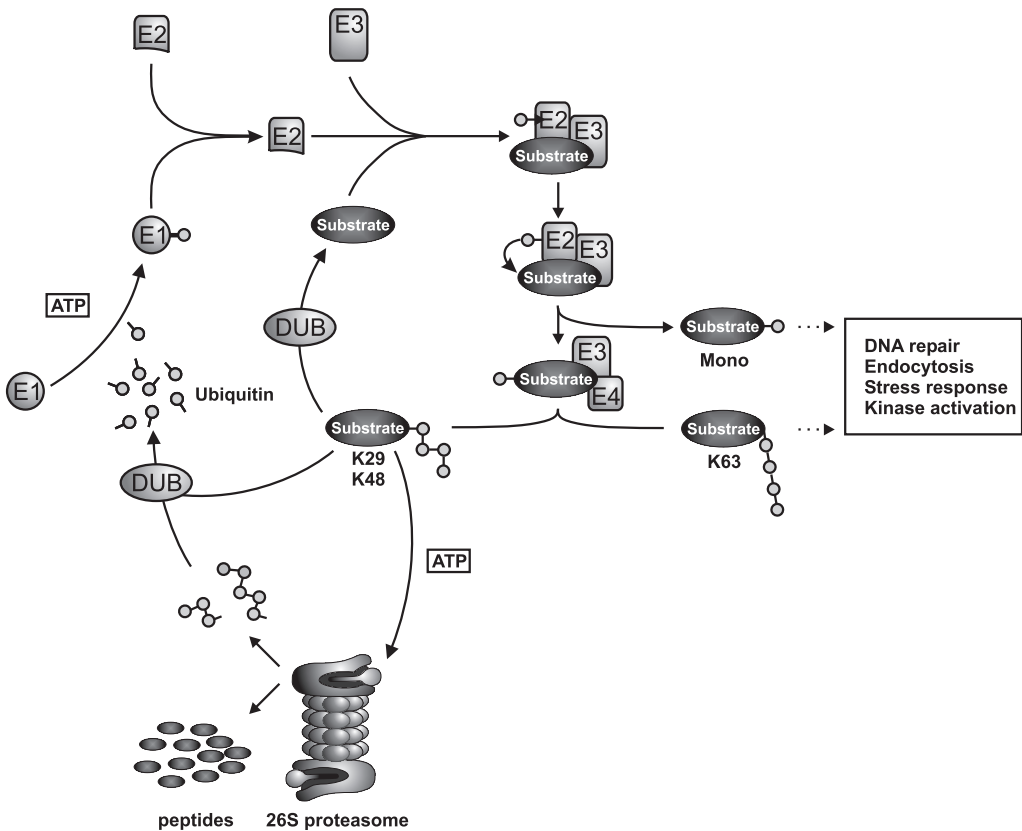 E2
E3
E2
E2
E3
Substrate
E1
Substrate
E2
E3
Substrate
ATP
DUB
Substrate
Mono
DNA repair
Endocytosis
Stress response
Kinase activation
E3
Substrate
E4
E1
Ubiquitin
Substrate
K29
K48
Substrate
K63
DUB
ATP
peptides
26S proteasome